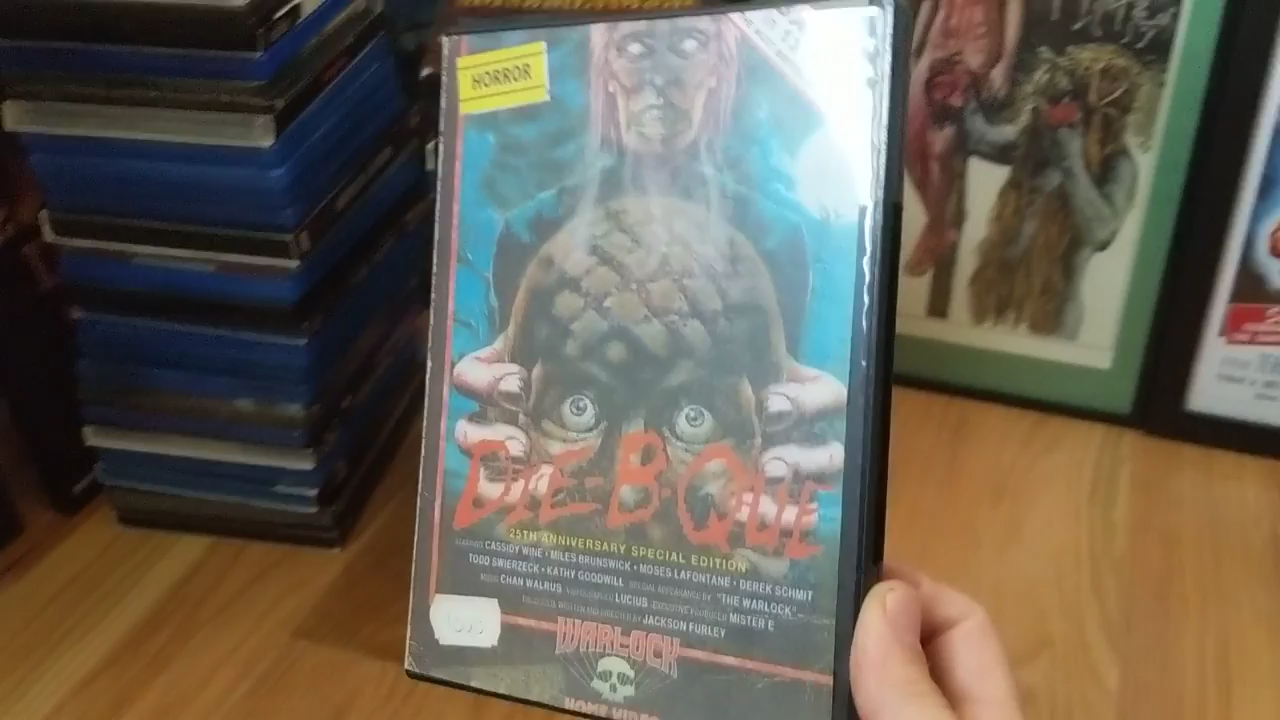 HORROR
DIE-B-QUE
25TH ANNIVERSARY SPECIAL EDITION
STARRING CASSIDY WINE • MILES BRUNSWICK • MOSES LAFONTANE • DEREK SCHMIT
TODD SWIERZECK • KATHY GOODWILL SPECIAL APPEARANCE BY "THE WARLOCK"
MUSIC CHAN WALRUS VIDEOGRAPHER LUCIUS EXECUTIVE PRODUCER MISTER E
PRODUCED, WRITTEN AND DIRECTED BY JACKSON FURLEY
WARLOCK
HOME VIDEO